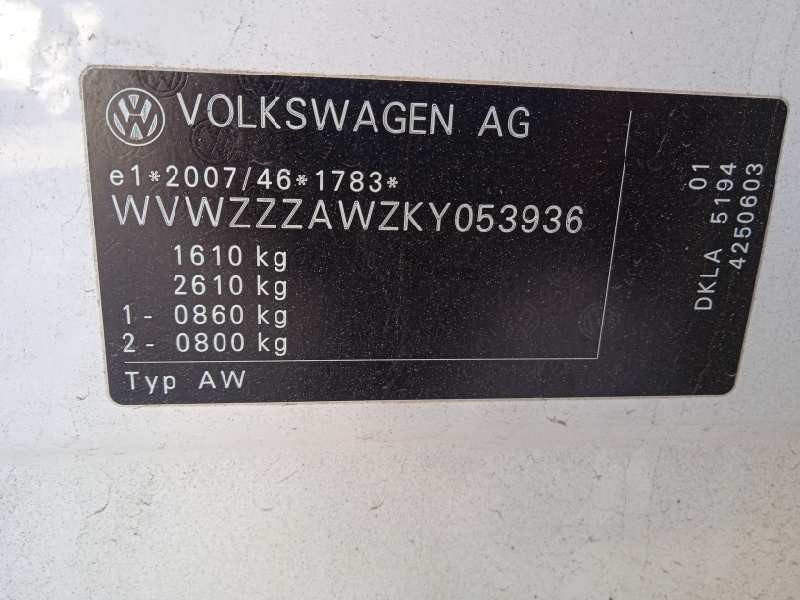 VOLKSWAGEN AG
e1*2007/46*1783*
WVWZZZAWZKY053936
1610 kg
2610 kg
1- 0860 kg
2- 0800 kg
Typ AW
01
DKLA 5194
4250603